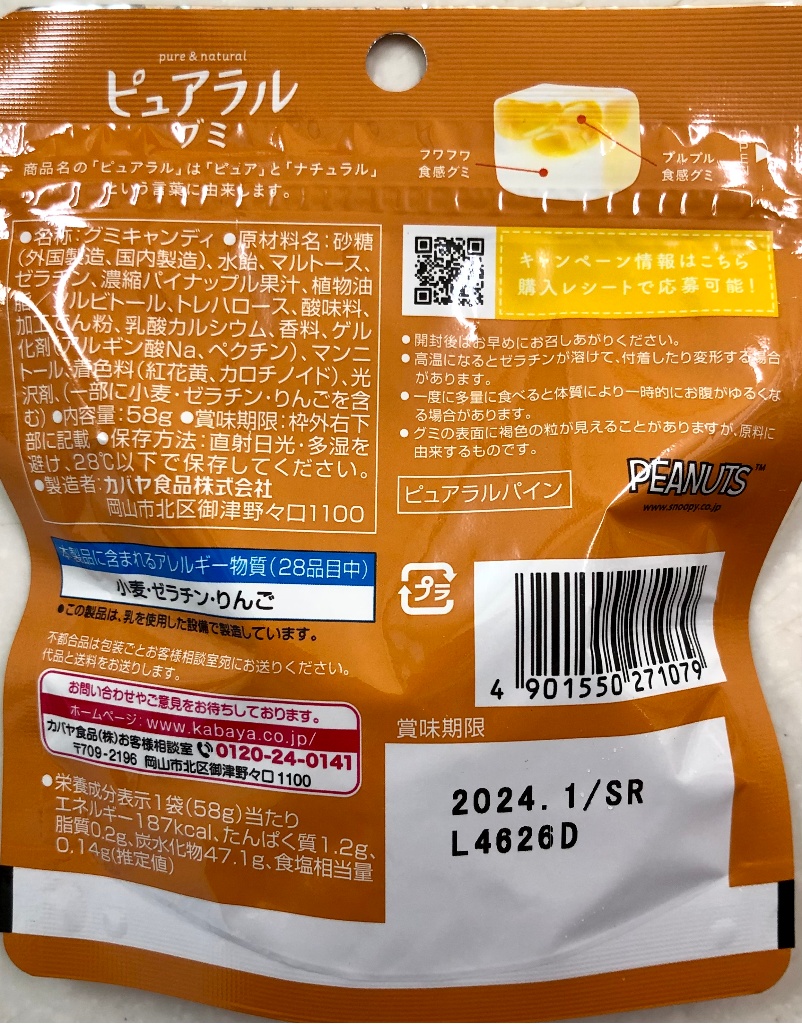 pure & natural
ピュアラル
グミ
商品名の「ピュアラル」は「ピュア」と「ナチュラル」
という言葉に由来します。
フワフワ
食感グミ
プルプル
食感グミ
●名称:グミキャンディ ●原材料名:砂糖
(外国製造、国内製造)、水飴、マルトース、
ゼラチン、濃縮パイナップル果汁、植物油
脂/ソルビトール、トレハロース、酸味料、
加工でん粉、乳酸カルシウム、香料、ゲル
化剤(アルギン酸Na、ペクチン)、マンニ
トール、着色料(紅花黄、カロチノイド)、光
沢剤、(一部に小麦・ゼラチン・りんごを含
む) ●内容量:58g ●賞味期限:枠外右下
部に記載 ●保存方法:直射日光・多湿を
避け、28℃以下で保存してください。
●製造者:カバヤ食品株式会社
岡山市北区御津野々口1100
キャンペーン情報はこちら
購入レシートで応募可能!
●開封後はお早めにお召しあがりください。
●高温になるとゼラチンが溶けて、付着したり変形する場合
があります。
●一度に多量に食べると体質により一時的にお腹がゆるくな
る場合があります。
●グミの表面に褐色の粒が見えることがありますが、原料に
由来するものです。
ピュアラルパイン
PEANUTS™
www.snoopy.co.jp
本製品に含まれるアレルギー物質(28品目中)
小麦・ゼラチン・りんご
●この製品は、乳を使用した設備で製造しています。
不都合品は包装ごとお客様相談室宛にお送りください。
代品と送料をお送りします。
お問い合わせやご意見をお待ちしております。
ホームページ:www.kabaya.co.jp/
カバヤ食品(株)お客様相談室 0120-24-0141
〒709-2196 岡山市北区御津野々口1100
プラ
4 901550 271079
●栄養成分表示1袋(58g)当たり
エネルギー187kcal、たんぱく質1.2g、
脂質0.2g、炭水化物47.1g、食塩相当量
0.14g(推定値)
賞味期限
2024. 1/SR
L4626D